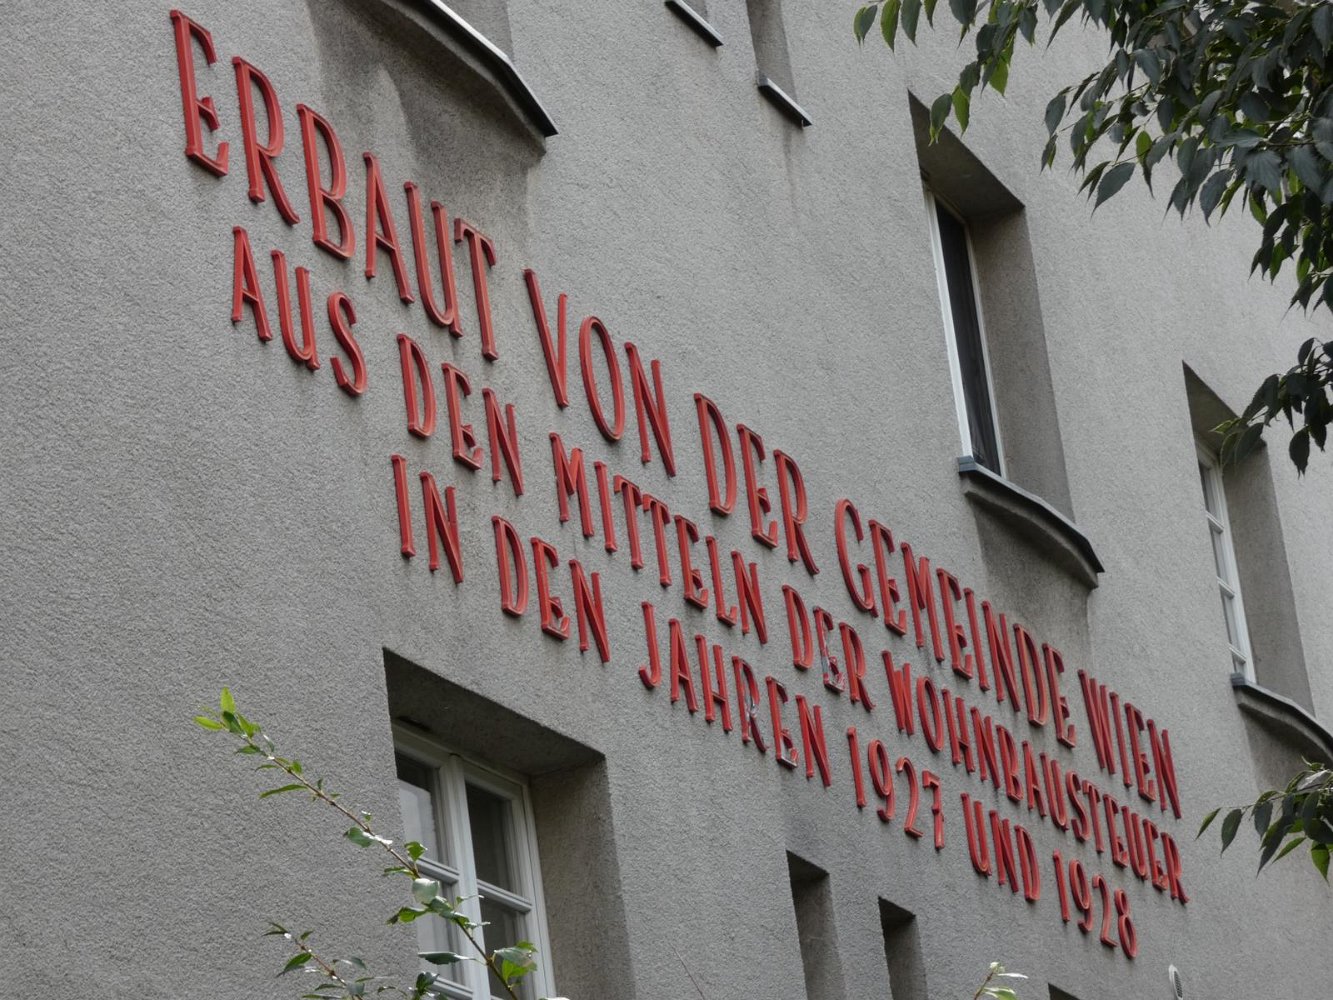 ERBAUT VON DER GEMEINDE WIEN
AUS DEN MITTELN DER WOHNBAUSTEUER
IN DEN JAHREN 1927 UND 1928